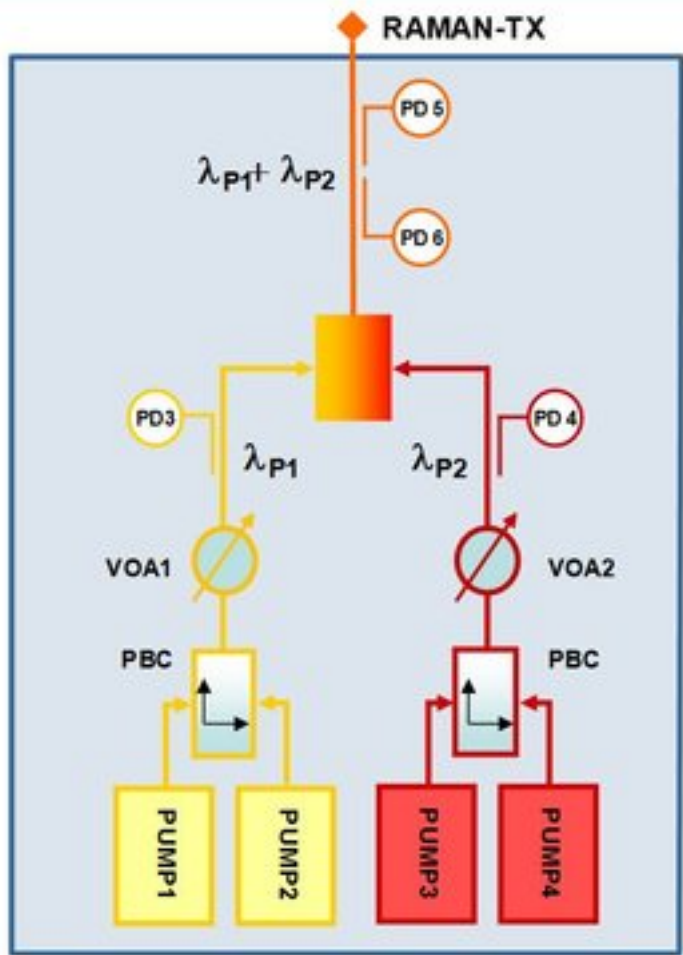 RAMAN-TX
PD 5
λP1+ λP2
PD 6
PD3
PD 4
λP1
λP2
VOA1
VOA2
PBC
PBC
PUMP1
PUMP2
PUMP3
PUMP4